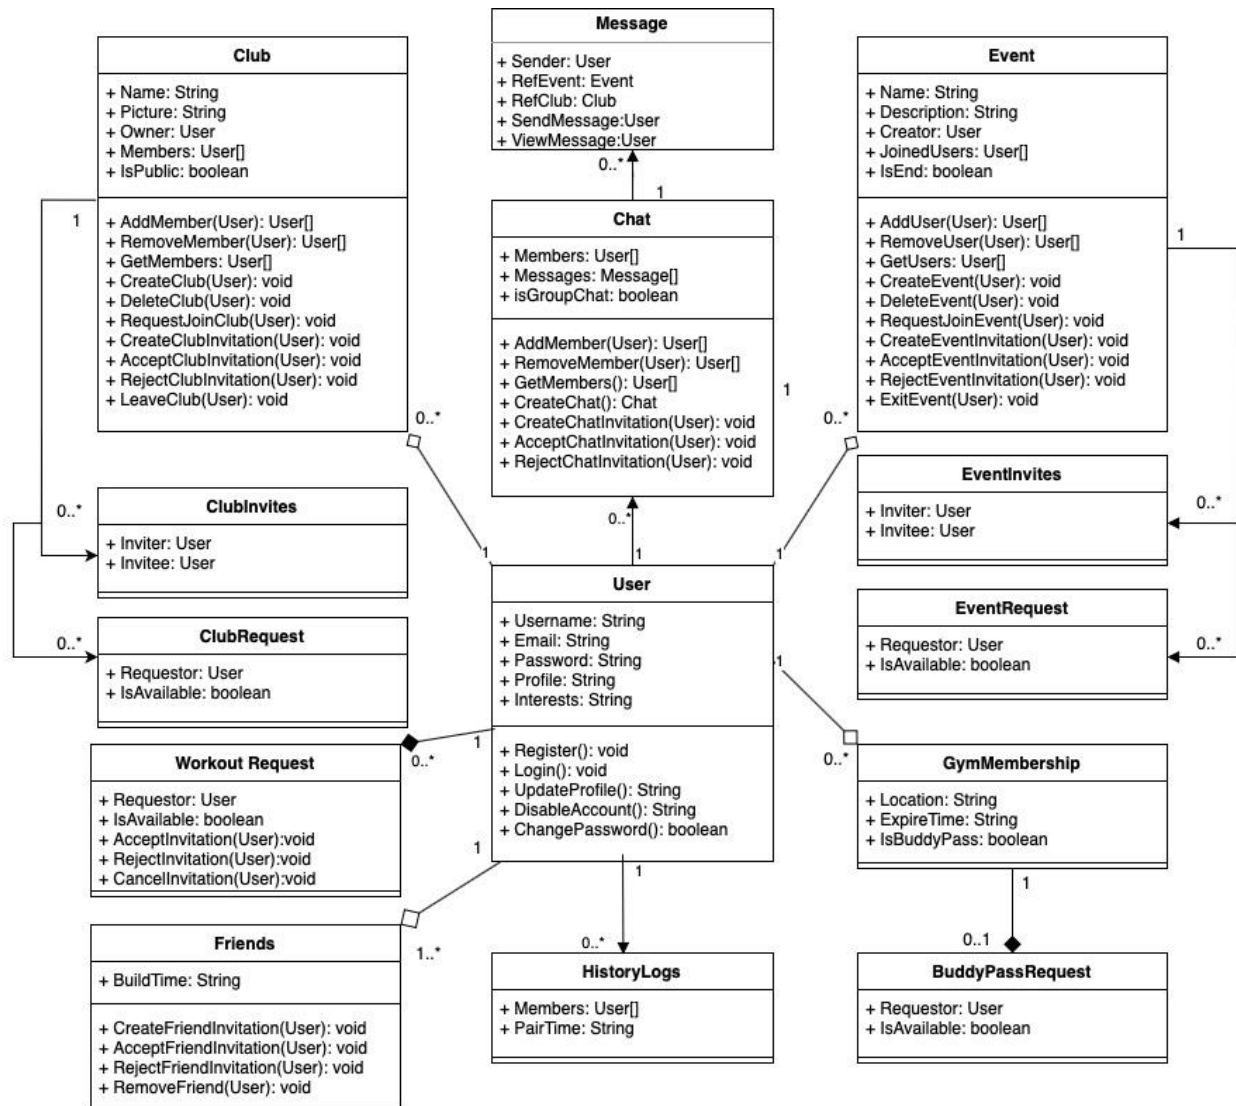 Message
+ Sender: User
+ RefEvent: Event
+ RefClub: Club
+ SendMessage:User
+ ViewMessage:User
Club
+ Name: String
+ Picture: String
+ Owner: User
+ Members: User[]
+ IsPublic: boolean
+ AddMember(User): User[]
+ RemoveMember(User): User[]
+ GetMembers: User[]
+ CreateClub(User): void
+ DeleteClub(User): void
+ RequestJoinClub(User): void
+ CreateClubInvitation(User): void
+ AcceptClubInvitation(User): void
+ RejectClubInvitation(User): void
+ LeaveClub(User): void
Event
+ Name: String
+ Description: String
+ Creator: User
+ JoinedUsers: User[]
+ IsEnd: boolean
+ AddUser(User): User[]
+ RemoveUser(User): User[]
+ GetUsers: User[]
+ CreateEvent(User): void
+ DeleteEvent(User): void
+ RequestJoinEvent(User): void
+ CreateEventInvitation(User): void
+ AcceptEventInvitation(User): void
+ RejectEventInvitation(User): void
+ ExitEvent(User): void
0..*
1
1
1
Chat
+ Members: User[]
+ Messages: Message[]
+ isGroupChat: boolean
+ AddMember(User): User[]
+ RemoveMember(User): User[]
+ GetMembers(): User[]
+ CreateChat(): Chat
+ CreateChatInvitation(User): void
+ AcceptChatInvitation(User): void
+ RejectChatInvitation(User): void
1
0..*
0..*
0..*
ClubInvites
+ Inviter: User
+ Invitee: User
0..*
EventInvites
+ Inviter: User
+ Invitee: User
0..*
1
1
1
User
+ Username: String
+ Email: String
+ Password: String
+ Profile: String
+ Interests: String
+ Register(): void
+ Login(): void
+ UpdateProfile(): String
+ DisableAccount(): String
+ ChangePassword(): boolean
ClubRequest
+ Requestor: User
+ IsAvailable: boolean
0..*
EventRequest
+ Requestor: User
+ IsAvailable: boolean
0..*
1
1
0..*
0..*
Workout Request
+ Requestor: User
+ IsAvailable: boolean
+ AcceptInvitation(User):void
+ RejectInvitation(User):void
+ CancelInvitation(User):void
GymMembership
+ Location: String
+ ExpireTime: String
+ IsBuddyPass: boolean
1
1
1
1..*
0..*
0..1
Friends
+ BuildTime: String
+ CreateFriendInvitation(User): void
+ AcceptFriendInvitation(User): void
+ RejectFriendInvitation(User): void
+ RemoveFriend(User): void
HistoryLogs
+ Members: User[]
+ PairTime: String
BuddyPassRequest
+ Requestor: User
+ IsAvailable: boolean